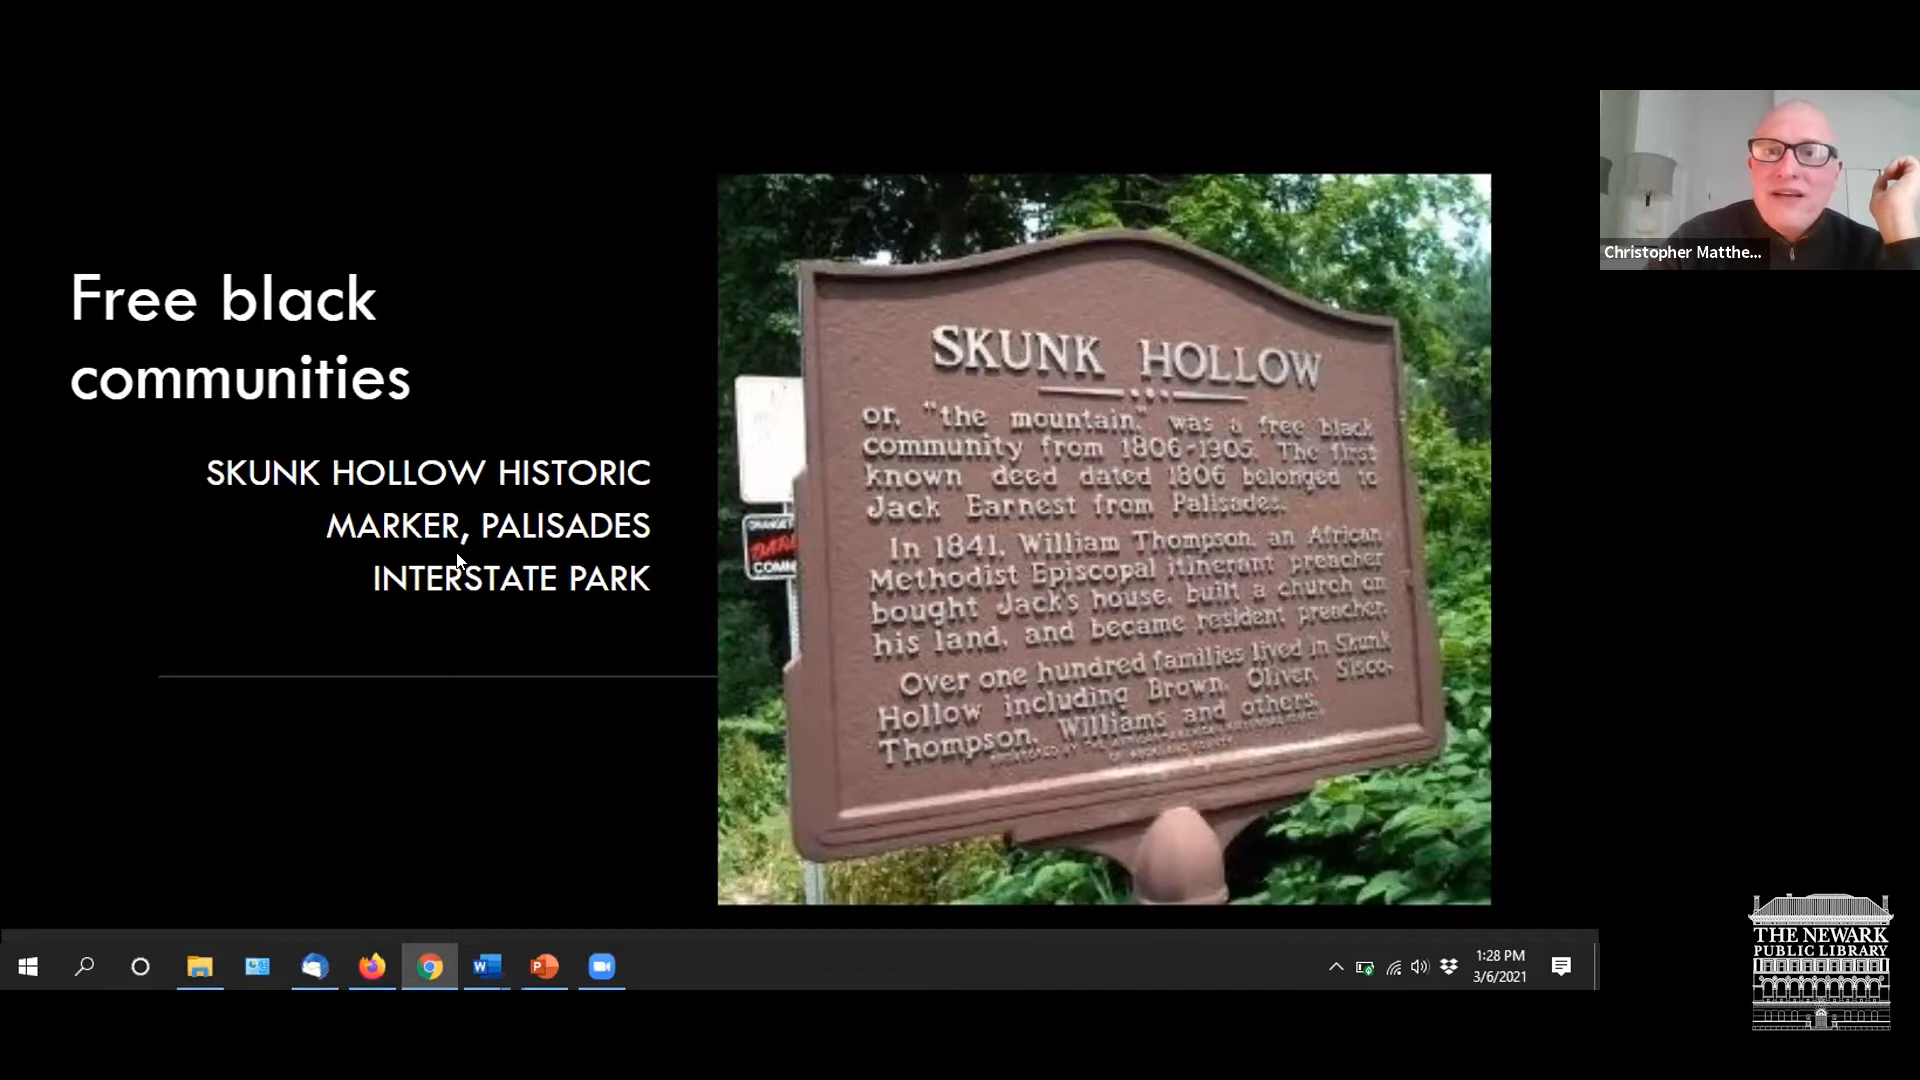 Free black
communities
SKUNK HOLLOW HISTORIC
MARKER, PALISADES
INTERSTATE PARK
SKUNK HOLLOW
or, "the mountain," was a free black
community from 1806-1905. The first
known deed dated 1806 belonged to
Jack Earnest from Palisades.
In 1841, William Thompson, an African
Methodist Episcopal itinerant preacher
bought Jack's house, built a church on
his land, and became resident preacher.
Over one hundred families lived in Skunk
Hollow including Brown, Oliver, Sisco,
Thompson, Williams and others.
COMM
Christopher Matthe...
1:28 PM
3/6/2021
THE NEWARK
PUBLIC LIBRARY